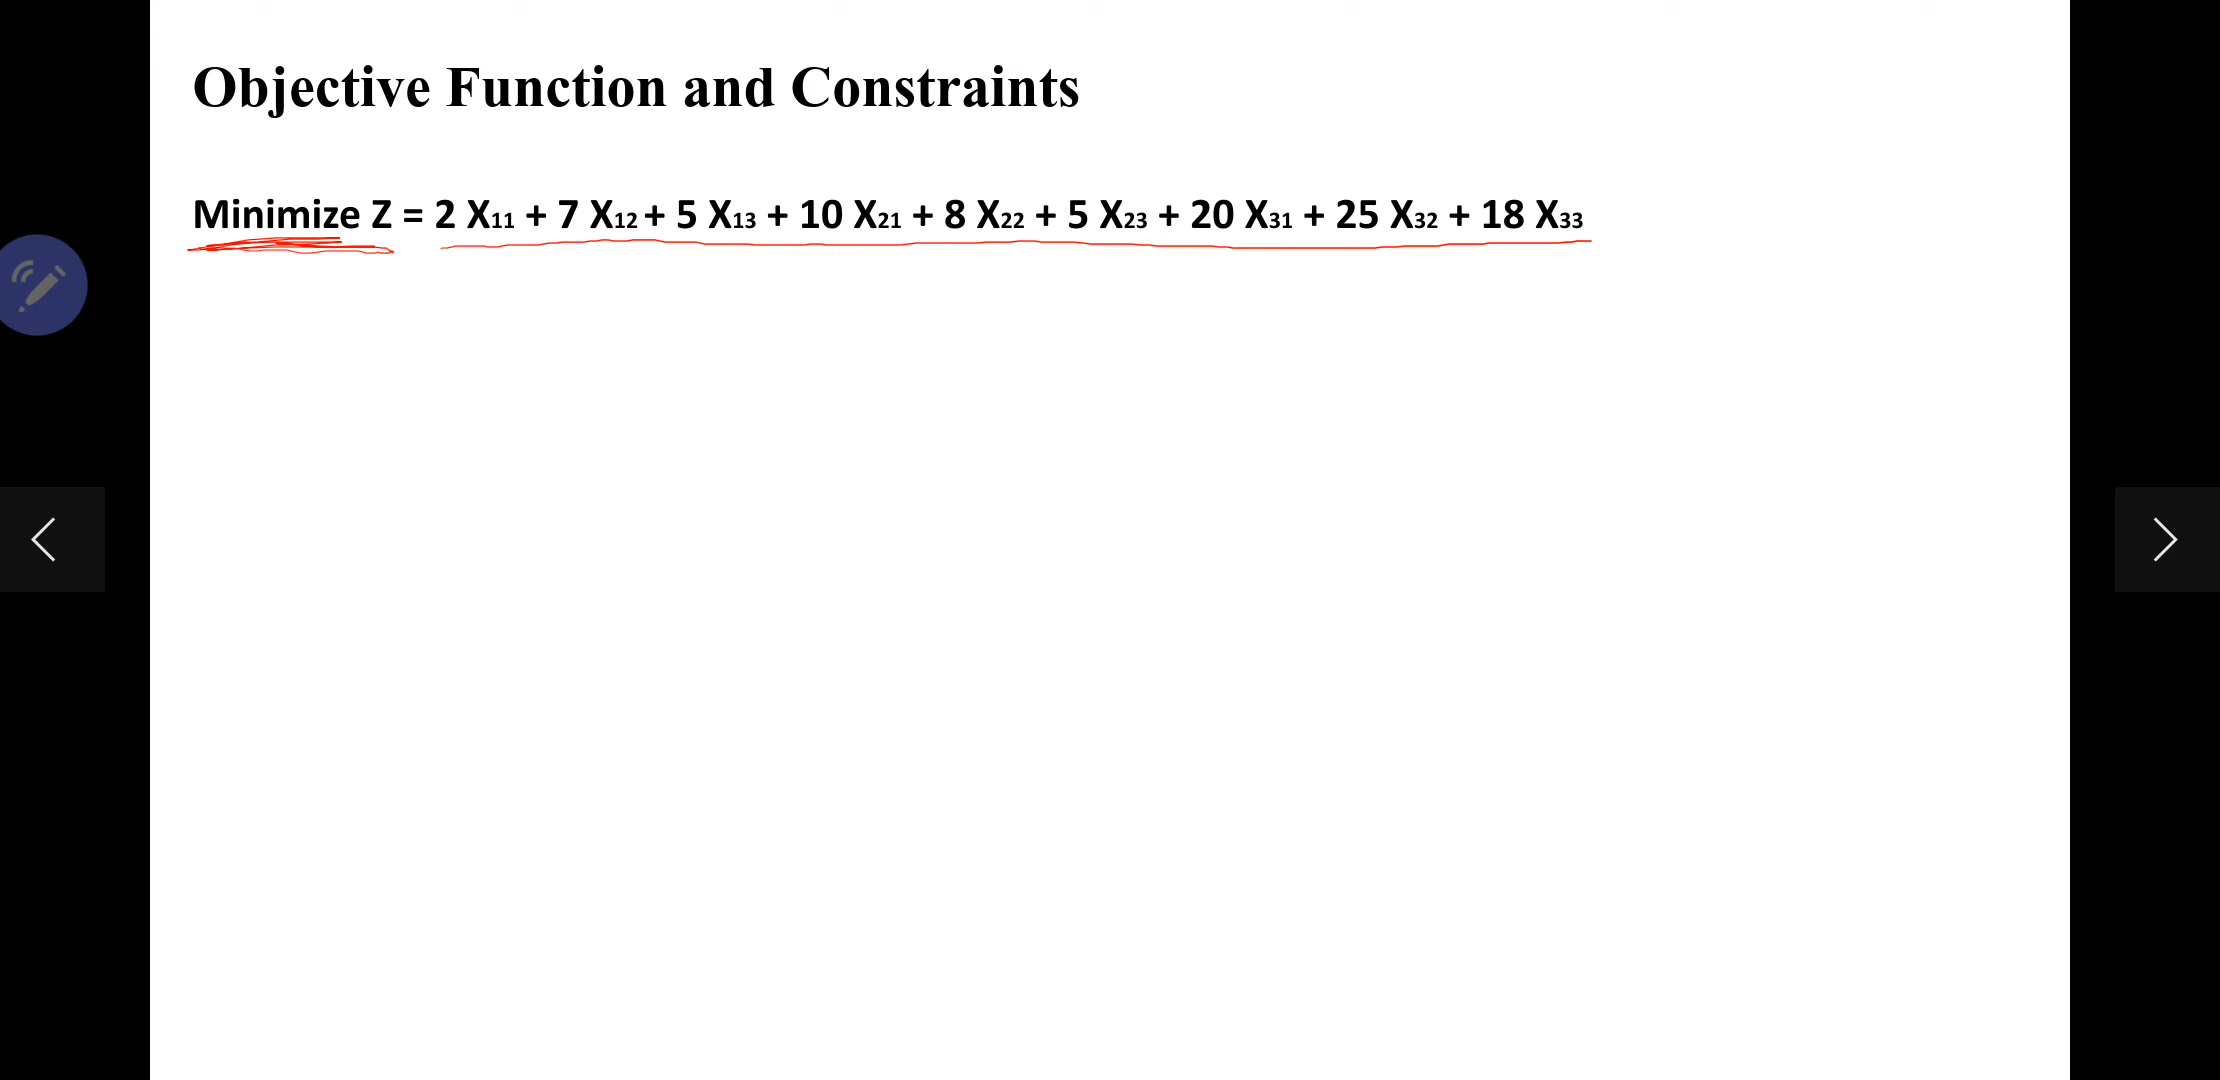 Objective Function and Constraints
Minimize Z = 2 X11 + 7 X12 + 5 X13 + 10 X21 + 8 X22 + 5 X23 + 20 X31 + 25 X32 + 18 X33